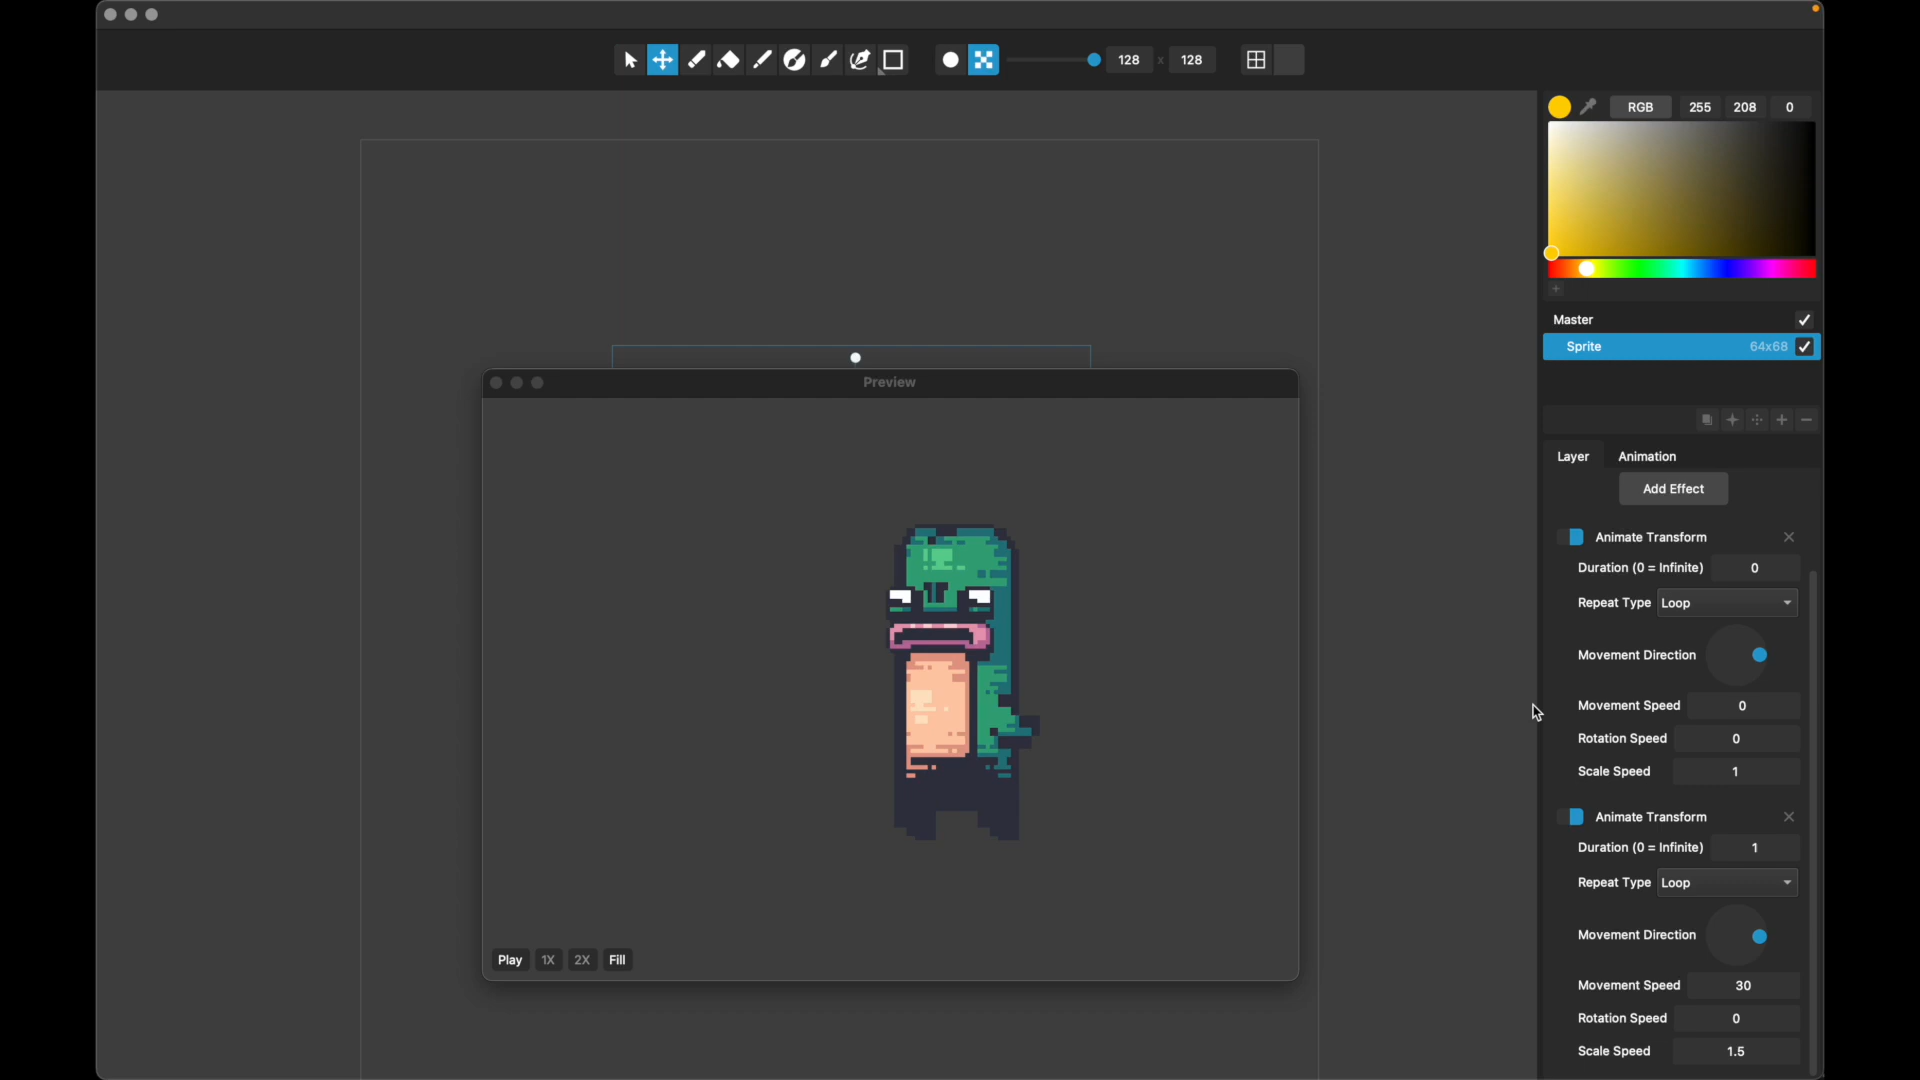 128 x 128
RGB 255 208 0
Master
Sprite 64x68
Preview
Layer Animation
Add Effect
Animate Transform
Duration (0 = Infinite) 0
Repeat Type Loop
Movement Direction
Movement Speed 0
Rotation Speed 0
Scale Speed 1
Animate Transform
Duration (0 = Infinite) 1
Repeat Type Loop
Movement Direction
Movement Speed 30
Rotation Speed 0
Scale Speed 1.5
Play 1X 2X Fill